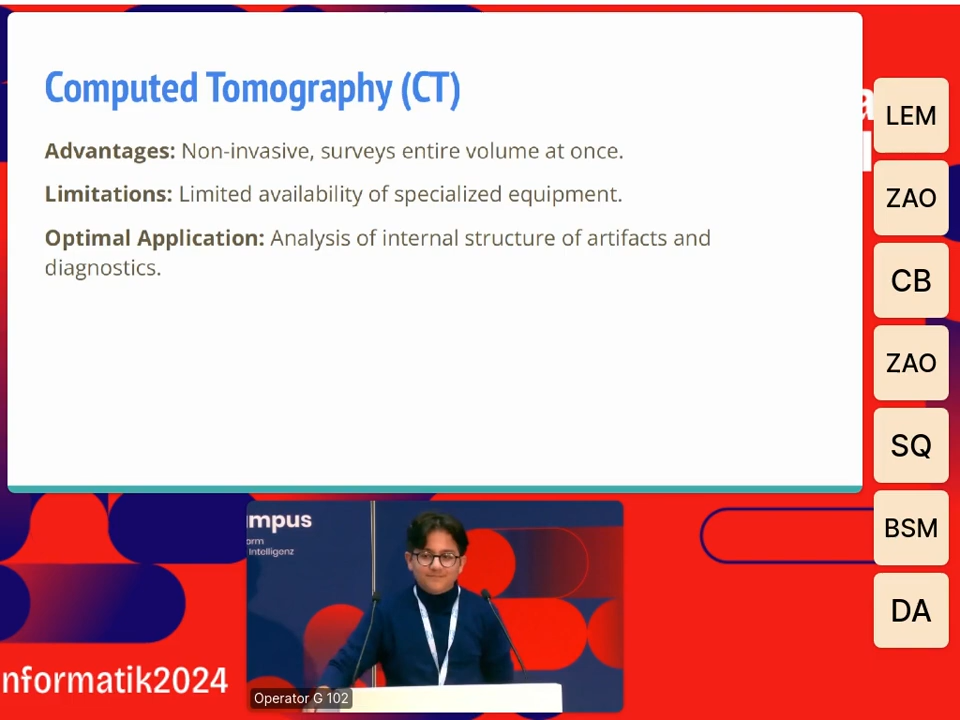 Computed Tomography (CT)
Advantages: Non-invasive, surveys entire volume at once.
Limitations: Limited availability of specialized equipment.
Optimal Application: Analysis of internal structure of artifacts and
diagnostics.
LEM
ZAO
CB
ZAO
SQ
BSM
DA
mpus
Intelligenz
Operator G 102
nformatik2024